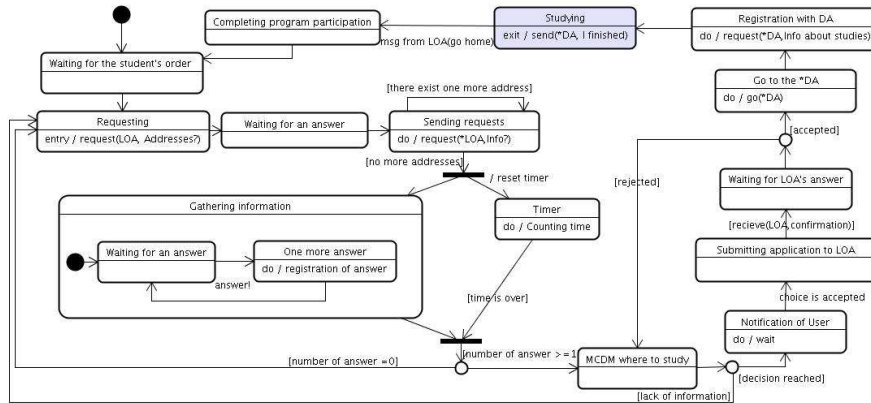 Completing program participation
Studying
exit / send(*DA, I finished)
Registration with DA
do / request(*DA,Info about studies)
msg from LOA(go home)
Waiting for the student's order
Go to the *DA
do / go(*DA)
[there exist one more address]
Requesting
entry / request(LOA, Addresses?)
Waiting for an answer
Sending requests
do / request(*LOA,Info?)
[accepted]
[no more addresses]
/ reset timer
[rejected]
Waiting for LOA's answer
Gathering information
Timer
do / Counting time
[recieve(LOA,confirmation)]
Waiting for an answer
One more answer
do / registration of answer
answer!
Submitting application to LOA
[time is over]
choice is accepted
Notification of User
do / wait
[number of answer =0]
[number of answer >=1]
MCDM where to study
[decision reached]
[lack of information]